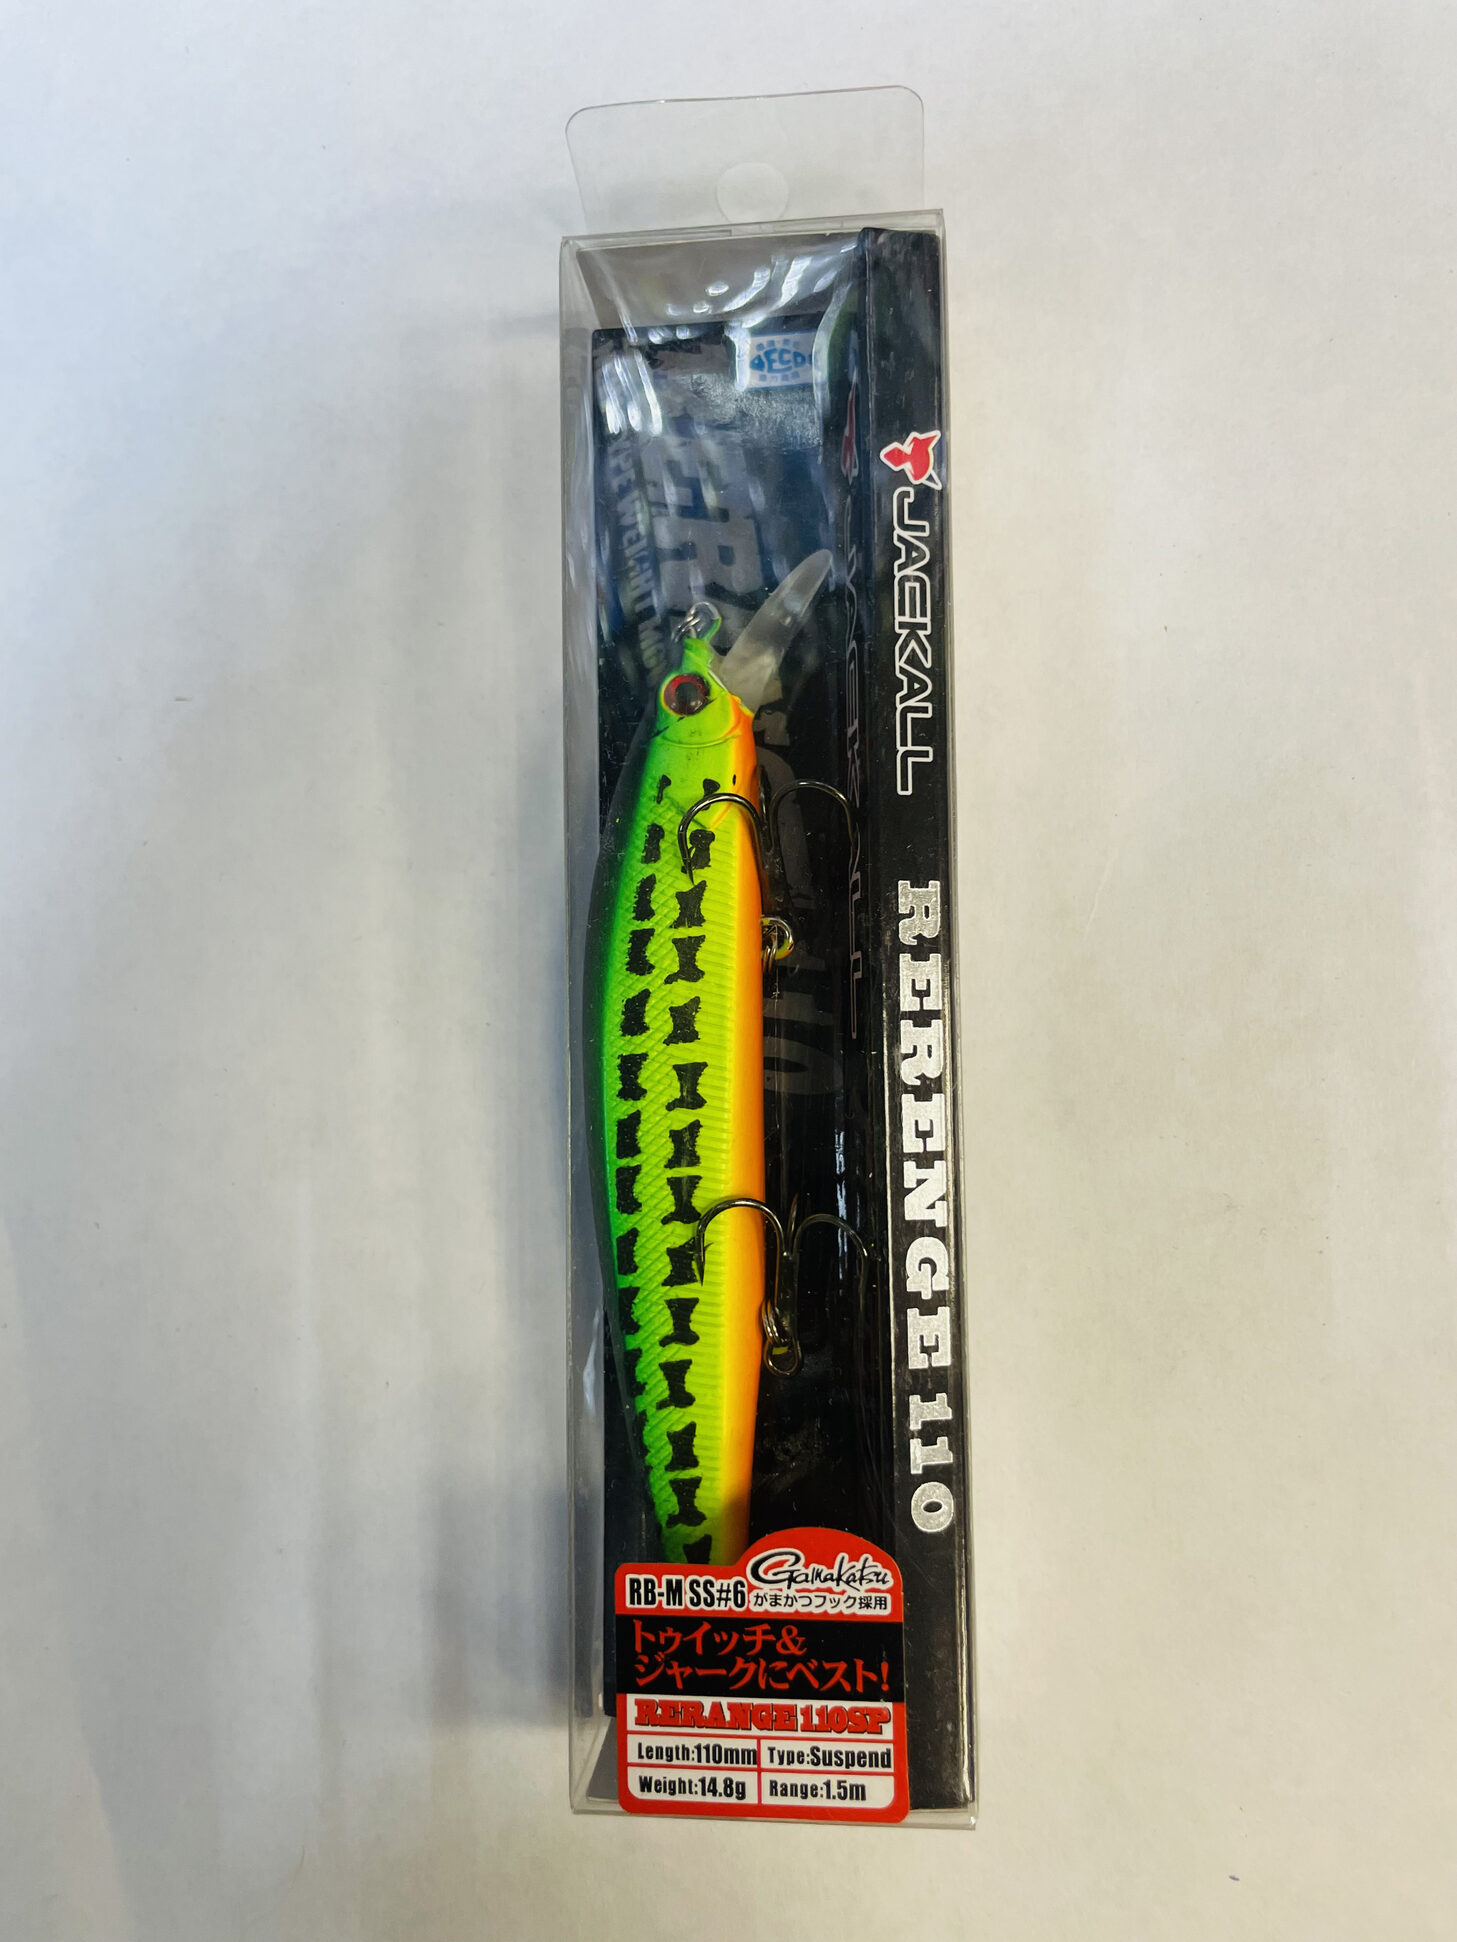 DECO
JACKALL
RERENGE 110
RB-M SS#6
Gamakatsu
がまかつフック採用
トゥイッチ&
ジャークにベスト!
RERANGE 110SP
Length:110mm
Type:Suspend
Weight:14.8g
Range:1.5m